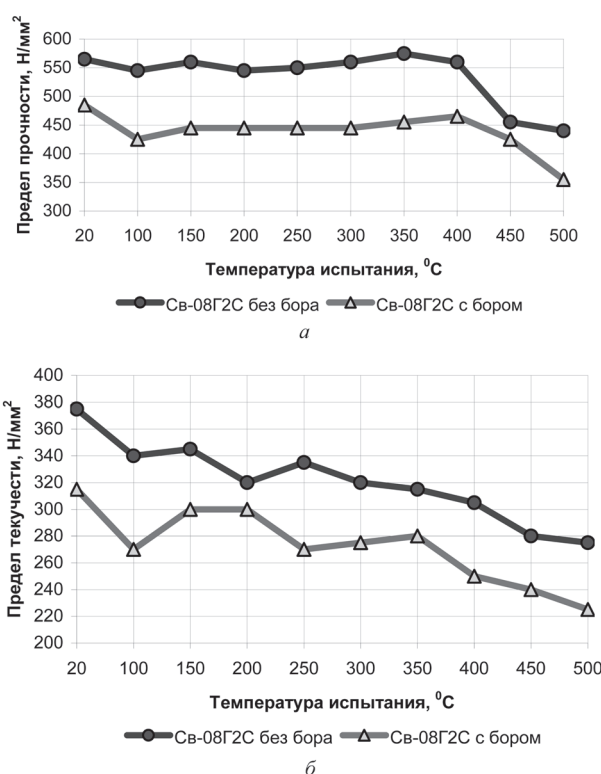 Предел прочности, Н/мм²
600
550
500
450
400
350
300
20 100 150 200 250 300 350 400 450 500
Температура испытания, ⁰С
Св-08Г2С без бора Св-08Г2С с бором
а
Предел текучести, Н/мм²
400
380
360
340
320
300
280
260
240
220
200
20 100 150 200 250 300 350 400 450 500
Температура испытания, ⁰С
Св-08Г2С без бора Св-08Г2С с бором
б